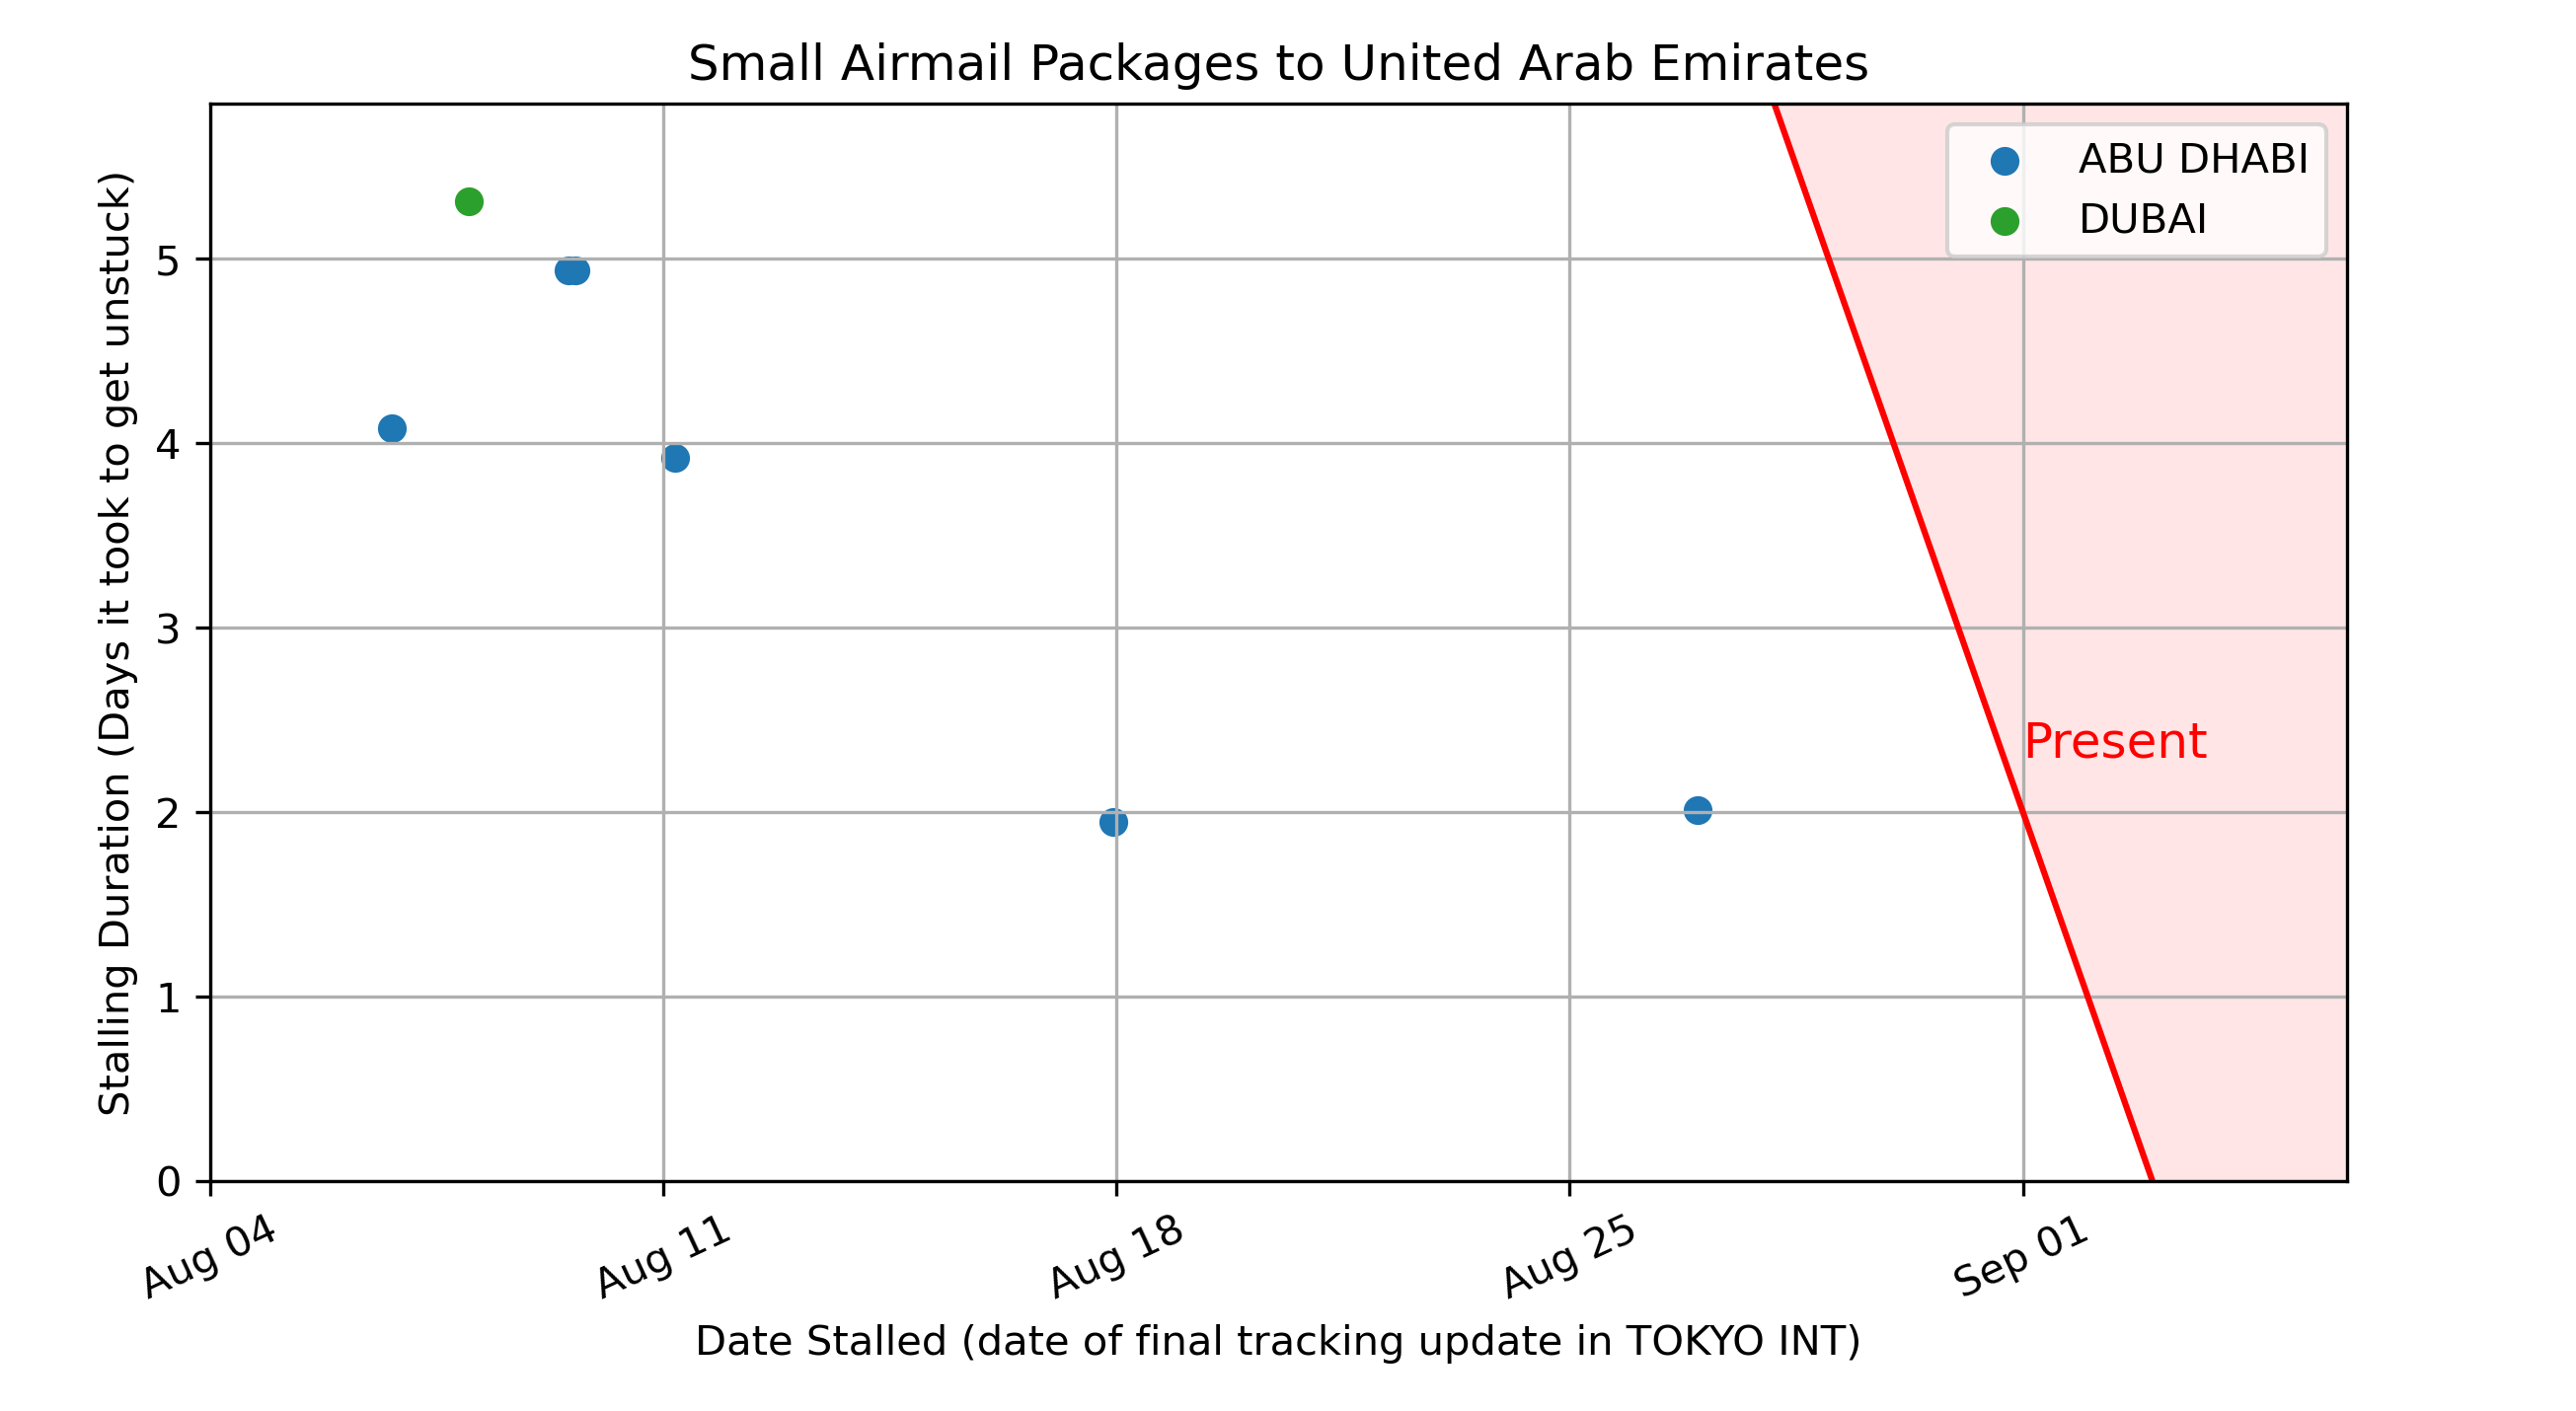 Small Airmail Packages to United Arab Emirates
ABU DHABI
DUBAI
Stalling Duration (Days it took to get unstuck)
5
4
3
2
1
0
Present
Aug 04
Aug 11
Aug 18
Aug 25
Sep 01
Date Stalled (date of final tracking update in TOKYO INT)